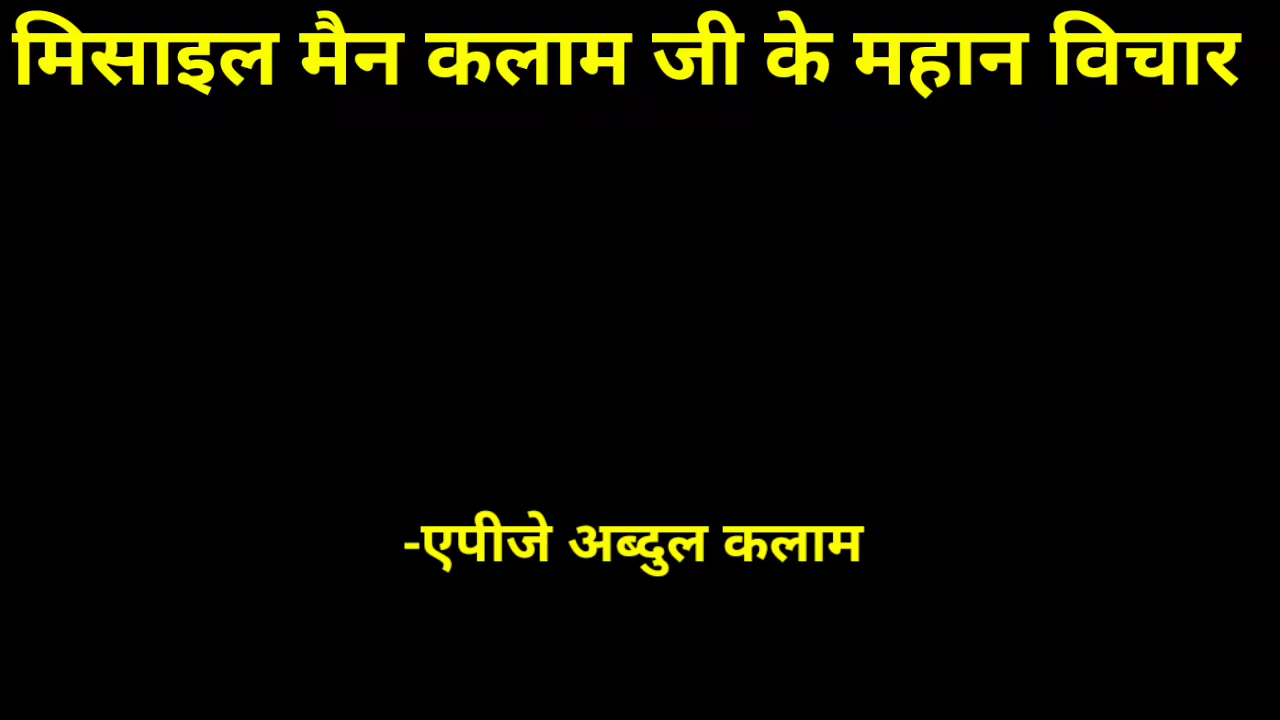 मिसाइल मैन कलाम जी के महान विचार
-एपीजे अब्दुल कलाम